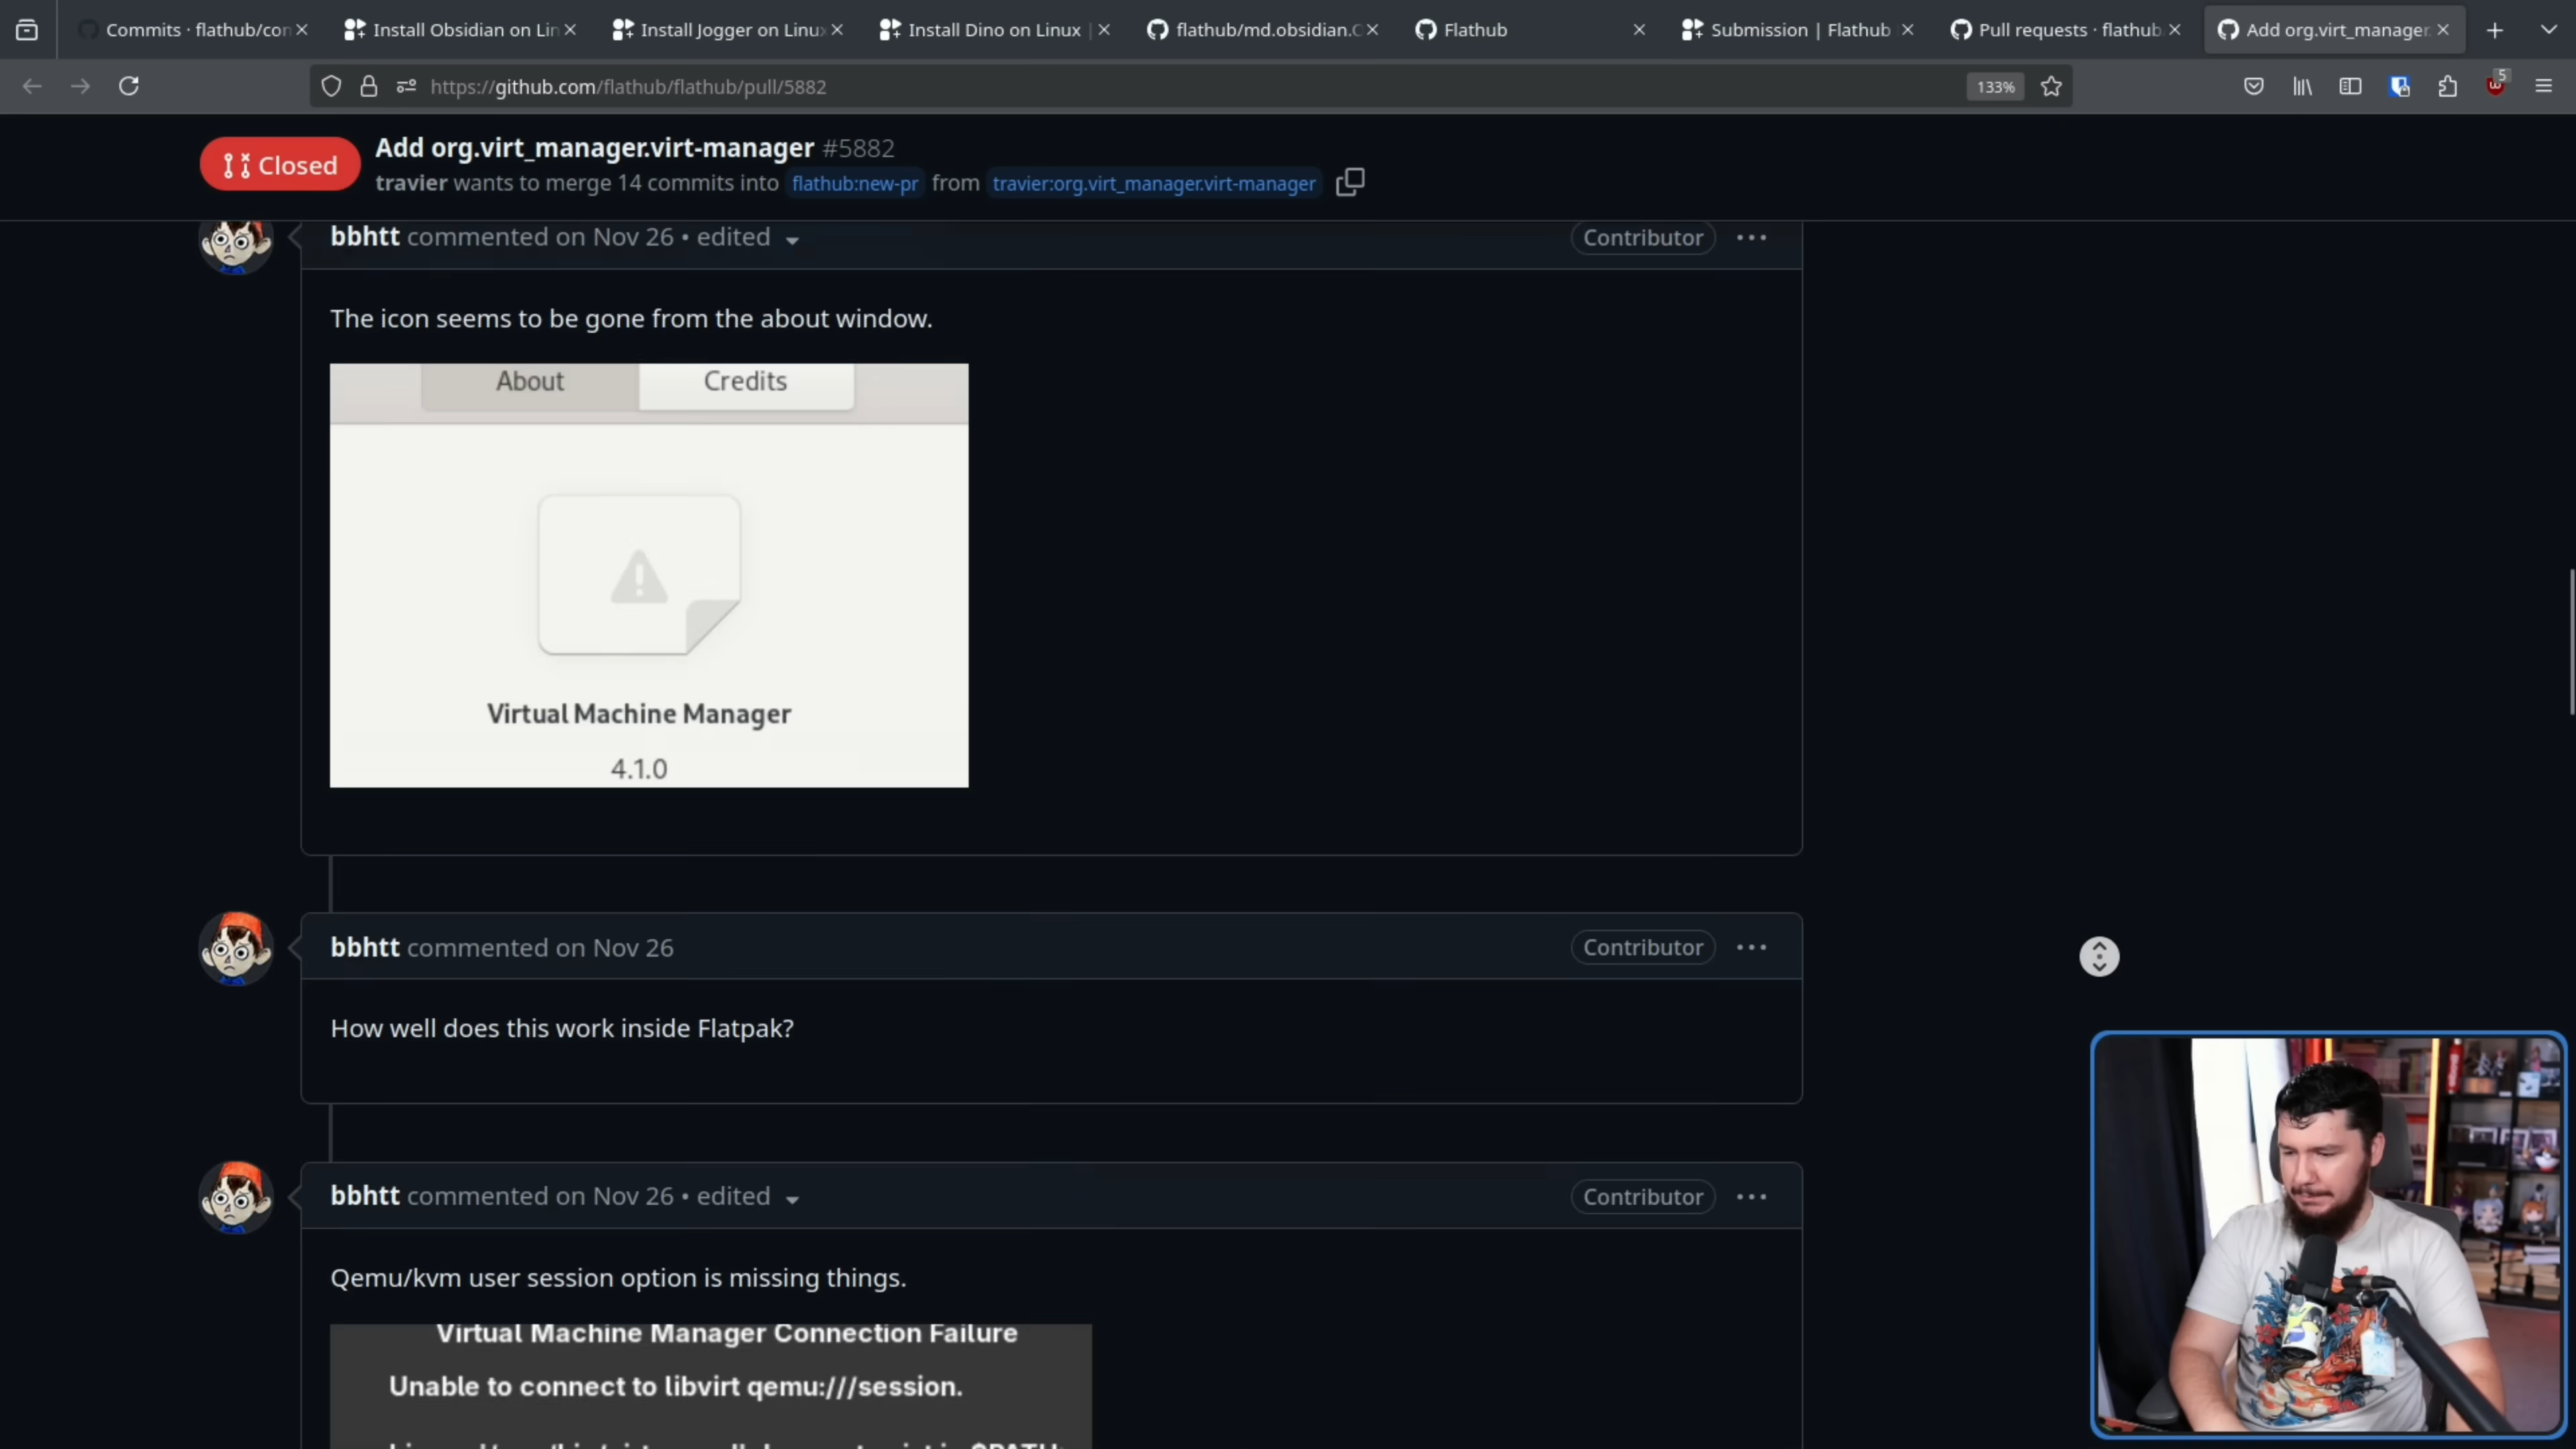 Commits · flathub/con
Install Obsidian on Lin
Install Jogger on Linux
Install Dino on Linux |
flathub/md.obsidian.O
Flathub
Submission | Flathub
Pull requests · flathub
Add org.virt_manager.
https://github.com/flathub/flathub/pull/5882
133%
5
Closed
Add org.virt_manager.virt-manager #5882
travier wants to merge 14 commits into flathub:new-pr from travier:org.virt_manager.virt-manager
bbhtt commented on Nov 26 • edited
Contributor
The icon seems to be gone from the about window.
About
Credits
Virtual Machine Manager
4.1.0
bbhtt commented on Nov 26
Contributor
How well does this work inside Flatpak?
bbhtt commented on Nov 26 • edited
Contributor
Qemu/kvm user session option is missing things.
Virtual Machine Manager Connection Failure
Unable to connect to libvirt qemu:///session.